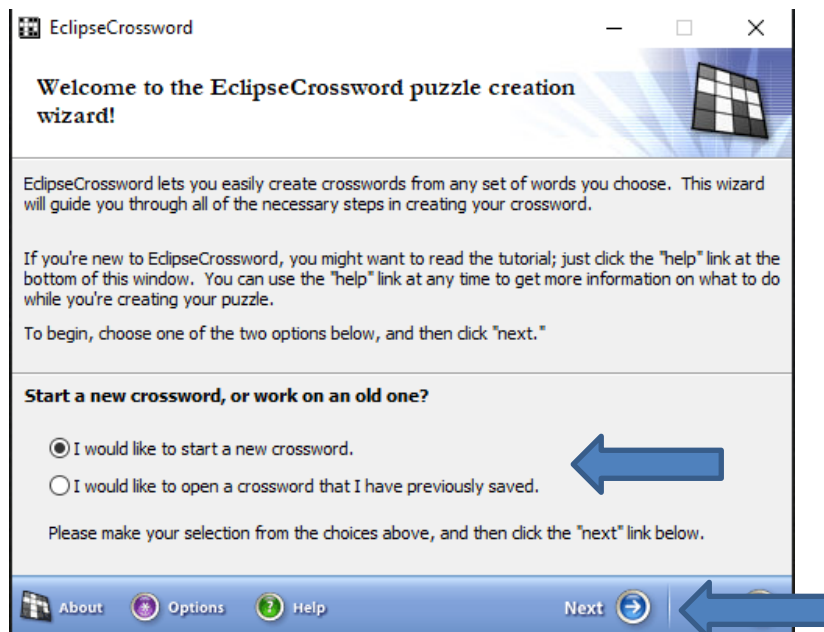 EclipseCrossword
Welcome to the EclipseCrossword puzzle creation
wizard!
EclipseCrossword lets you easily create crosswords from any set of words you choose. This wizard
will guide you through all of the necessary steps in creating your crossword.
If you're new to EclipseCrossword, you might want to read the tutorial; just click the "help" link at the
bottom of this window. You can use the "help" link at any time to get more information on what to do
while you're creating your puzzle.
To begin, choose one of the two options below, and then click "next."
Start a new crossword, or work on an old one?
I would like to start a new crossword.
I would like to open a crossword that I have previously saved.
Please make your selection from the choices above, and then click the "next" link below.
About Options Help Next